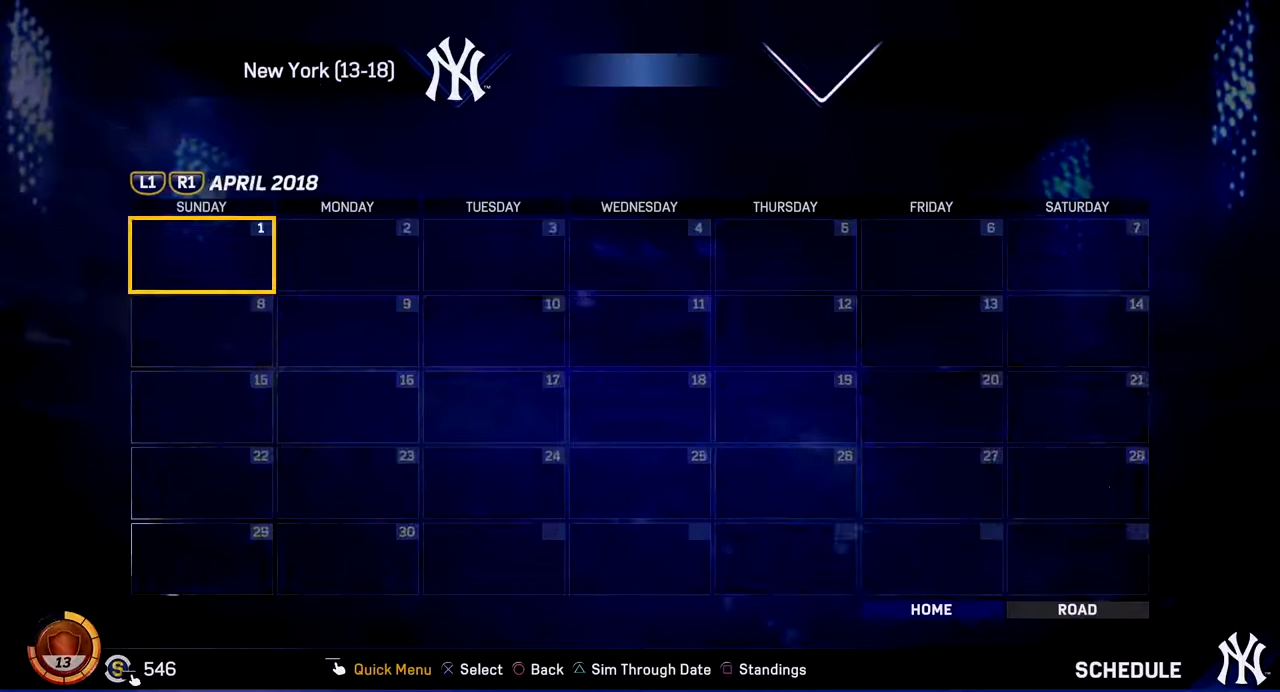 New York (13-18) NY
L1 R1 APRIL 2018
SUNDAY MONDAY TUESDAY WEDNESDAY THURSDAY FRIDAY SATURDAY
1 2 3 4 5 6 7
8 9 10 11 12 13 14
15 16 17 18 19 20 21
22 23 24 25 26 27 28
29 30
HOME ROAD
13 S 546 Quick Menu Select Back Sim Through Date Standings SCHEDULE NY